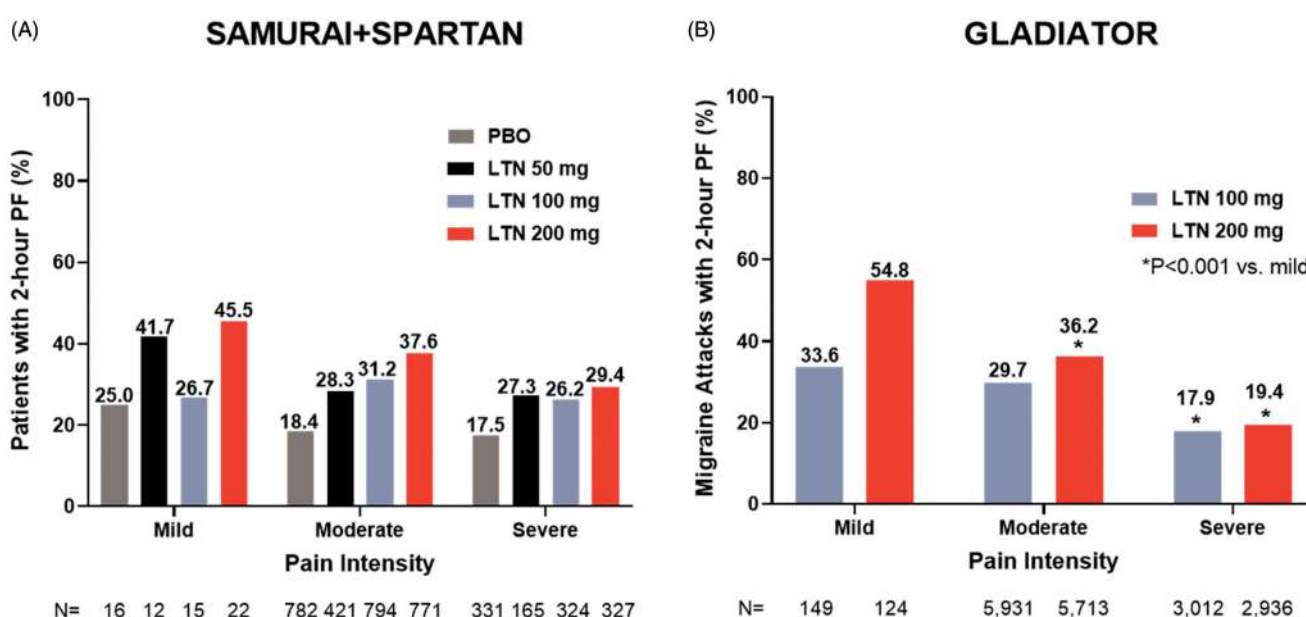 (A)
SAMURAI+SPARTAN
Patients with 2-hour PF (%)
100
80
60
40
20
0
PBO
LTN 50 mg
LTN 100 mg
LTN 200 mg
25.0 41.7 26.7 45.5
18.4 28.3 31.2 37.6
17.5 27.3 26.2 29.4
Mild Moderate Severe
Pain Intensity
N= 16 12 15 22 782 421 794 771 331 165 324 327
(B)
GLADIATOR
Migraine Attacks with 2-hour PF (%)
100
80
60
40
20
0
LTN 100 mg
LTN 200 mg
*P<0.001 vs. mild
33.6 54.8
29.7 36.2
*
17.9 19.4
* *
Mild Moderate Severe
Pain Intensity
N= 149 124 5,931 5,713 3,012 2,936